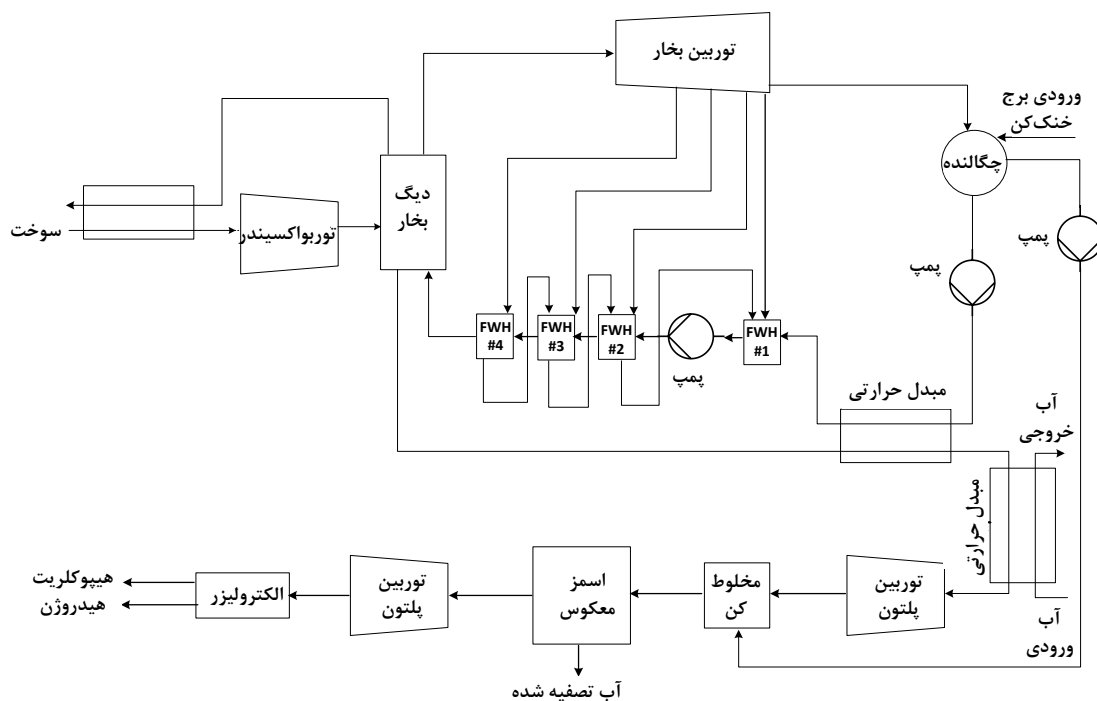 توربین بخار
ورودی برج
خنک‌کن
چگالنده
دیگ
بخار
سوخت
توربواکسیندر
پمپ
پمپ
FWH
#4
FWH
#3
FWH
#2
FWH
#1
پمپ
مبدل حرارتی
آب
خروجی
مبدل حرارتی
هیپوکلریت
هیدروژن
الکترولیزر
توربین
پلتون
اسمز
معکوس
مخلوط
کن
توربین
پلتون
آب
ورودی
آب تصفیه شده